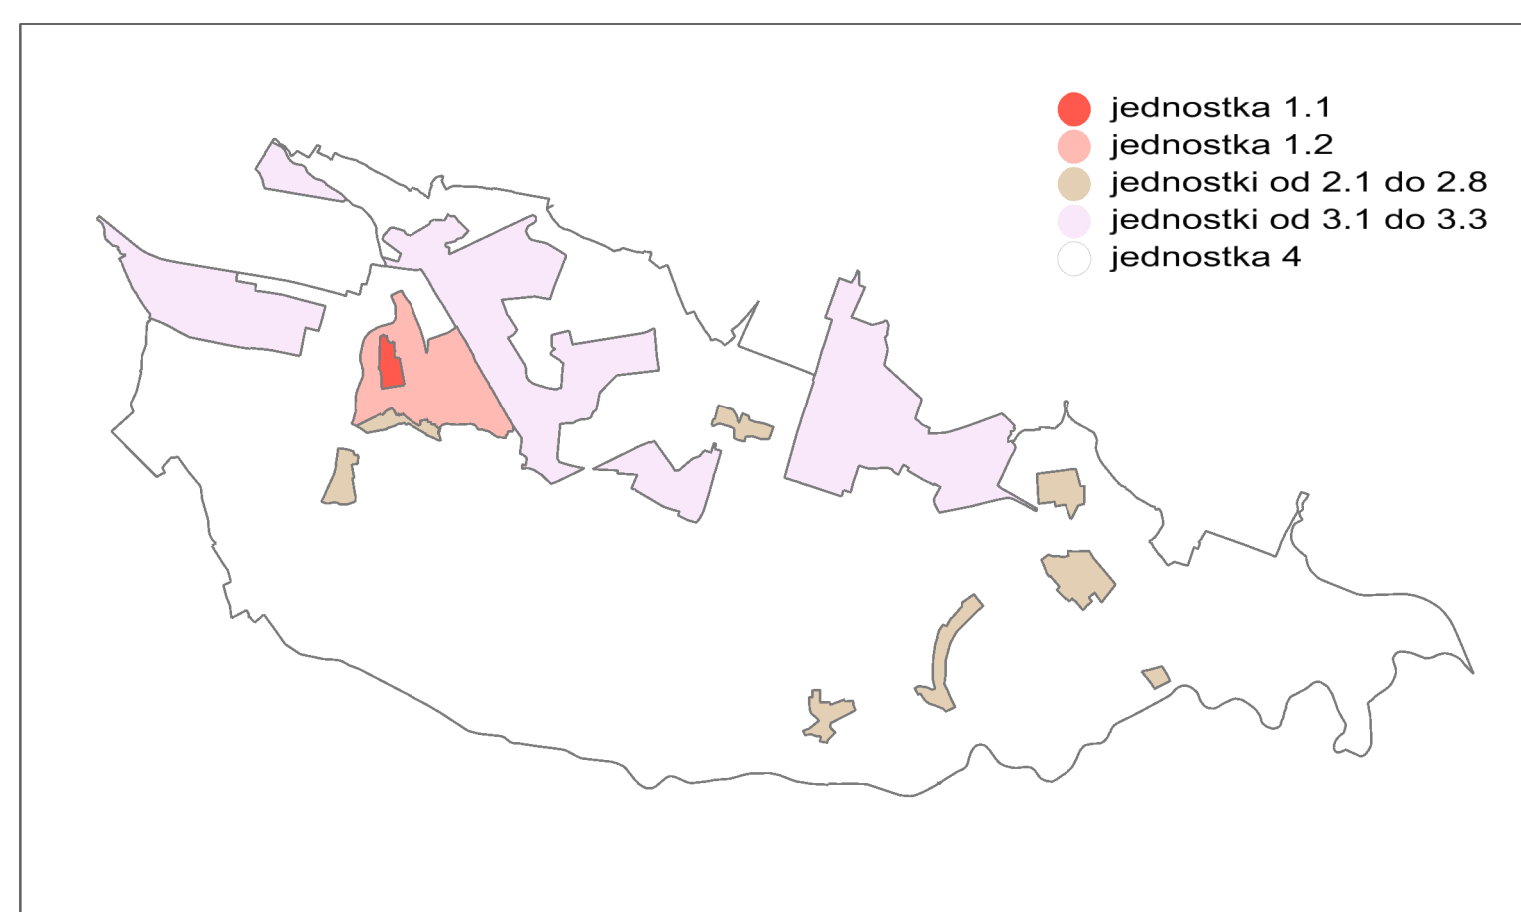 jednostka 1.1
jednostka 1.2
jednostki od 2.1 do 2.8
jednostki od 3.1 do 3.3
jednostka 4